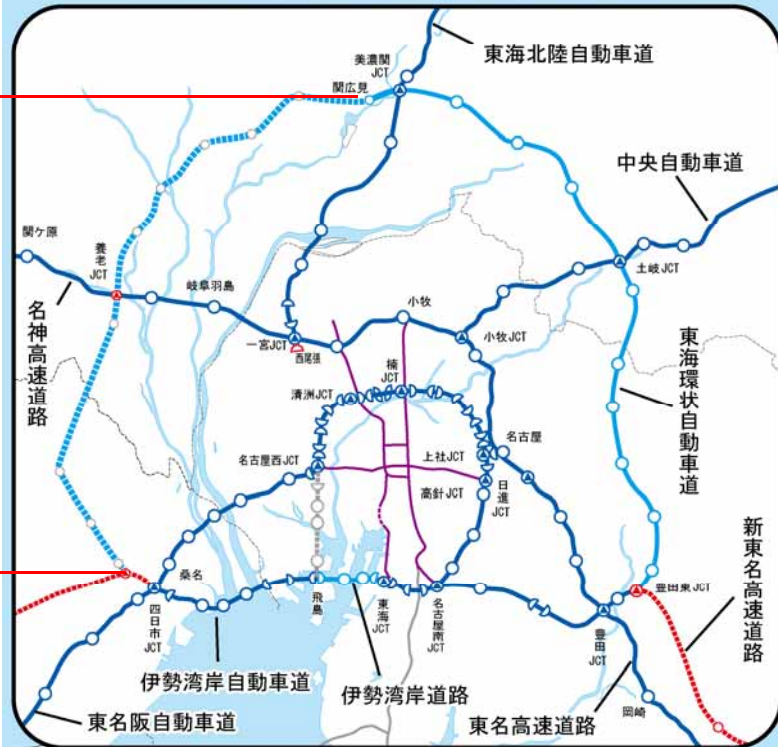 東海北陸自動車道
美濃関
JCT
関広見
中央自動車道
関ケ原
養老
JCT
岐阜羽島
土岐JCT
小牧
小牧JCT
名神高速道路
一宮JCT
西尾張
東海環状自動車道
楠
JCT
清洲JCT
名古屋
名古屋西JCT
上社JCT
高針JCT
日進
JCT
新東名高速道路
桑名
四日市
JCT
飛島
東海
JCT
名古屋南
JCT
豊田東JCT
豊田
JCT
伊勢湾岸自動車道
伊勢湾岸道路
岡崎
東名阪自動車道
東名高速道路